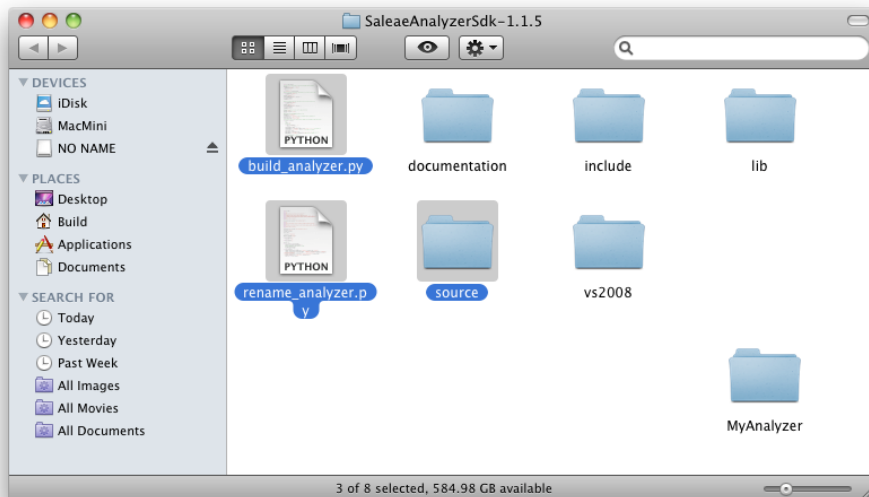 SaleaeAnalyzerSdk-1.1.5
DEVICES
iDisk
MacMini
NO NAME
PLACES
Desktop
Build
Applications
Documents
SEARCH FOR
Today
Yesterday
Past Week
All Images
All Movies
All Documents
PYTHON
build_analyzer.py
documentation
include
lib
PYTHON
rename_analyzer.p
y
source
vs2008
MyAnalyzer
3 of 8 selected, 584.98 GB available